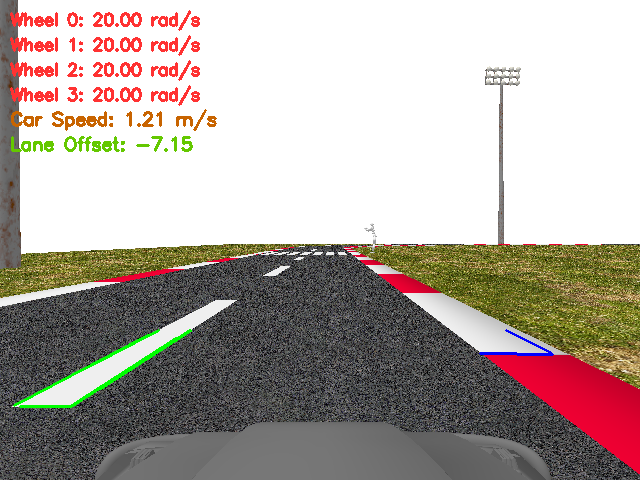 Wheel 0: 20.00 rad/s
Wheel 1: 20.00 rad/s
Wheel 2: 20.00 rad/s
Wheel 3: 20.00 rad/s
Car Speed: 1.21 m/s
Lane Offset: -7.15